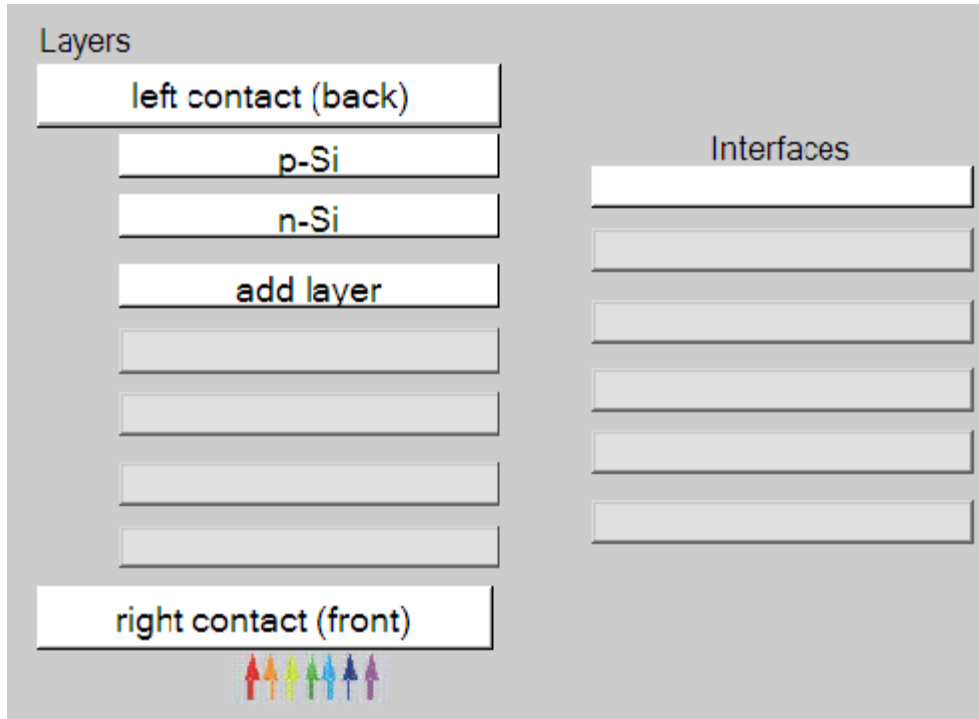 Layers
left contact (back)
p-Si
Interfaces
n-Si
add layer
right contact (front)